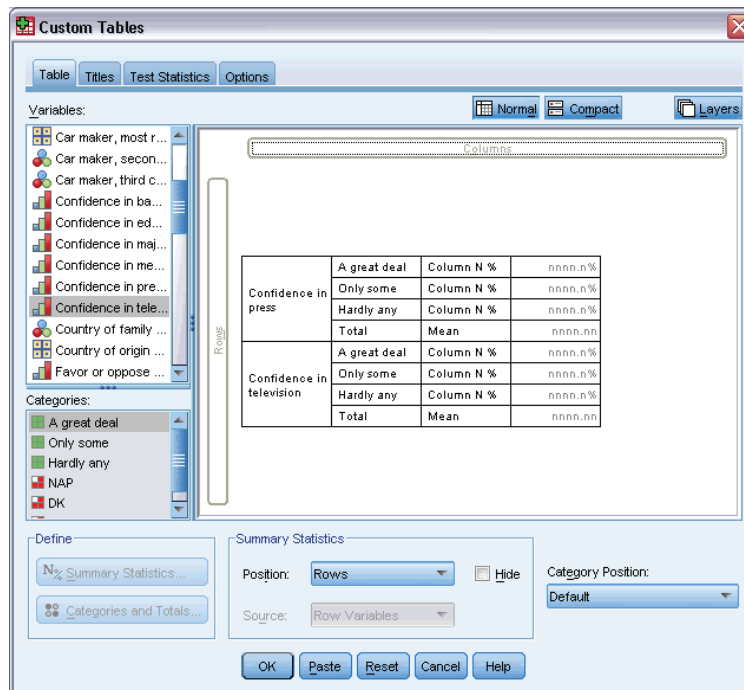 Custom Tables
Table Titles Test Statistics Options
Variables:
Normal Compact Layers
Car maker, most r...
Car maker, secon...
Car maker, third c...
Confidence in ba...
Confidence in ed...
Confidence in maj...
Confidence in me...
Confidence in pre...
Confidence in tele...
Country of family ...
Country of origin ...
Favor or oppose ...
Categories:
A great deal
Only some
Hardly any
NAP
DK
Columns
Rows
Confidence in press
A great deal Column N % nnnn.n%
Only some Column N % nnnn.n%
Hardly any Column N % nnnn.n%
Total Mean nnnn.nn
Confidence in television
A great deal Column N % nnnn.n%
Only some Column N % nnnn.n%
Hardly any Column N % nnnn.n%
Total Mean nnnn.nn
Define
N% Summary Statistics...
Categories and Totals...
Summary Statistics
Position: Rows Hide
Source: Row Variables
Category Position:
Default
OK Paste Reset Cancel Help